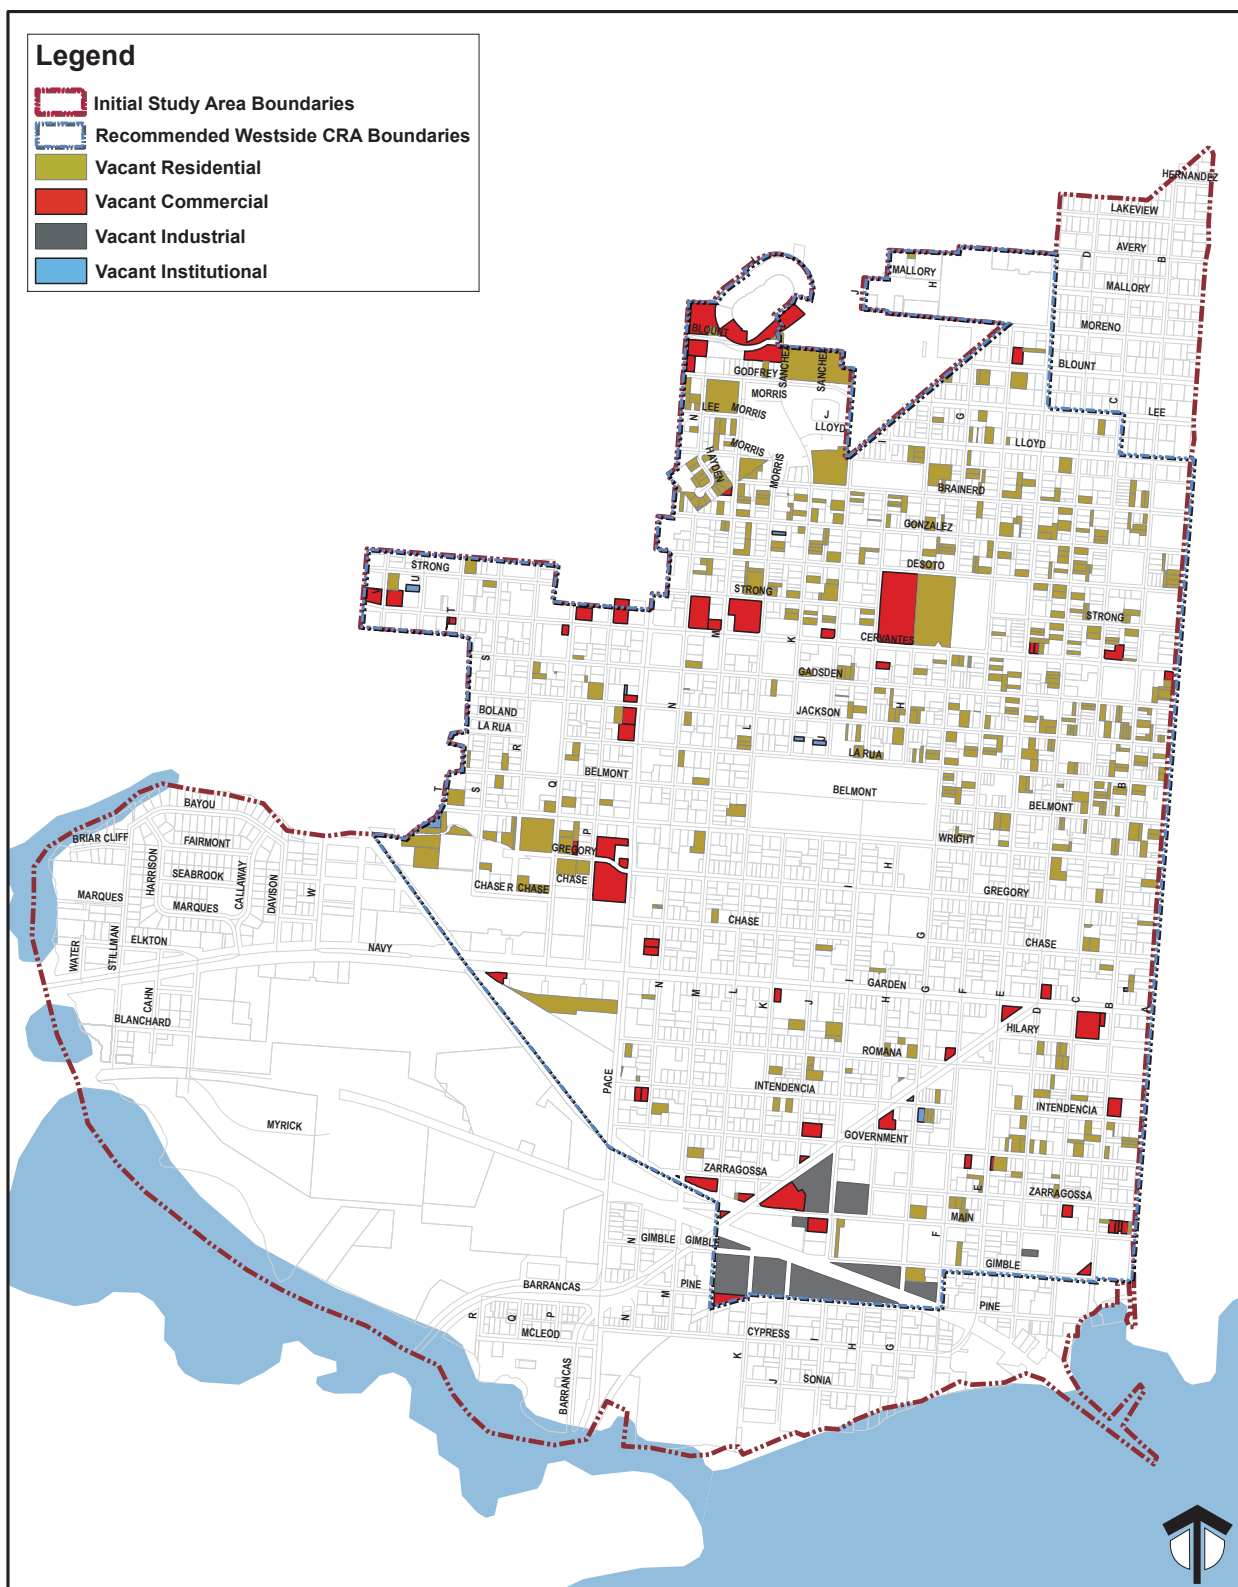 Legend
Initial Study Area Boundaries
Recommended Westside CRA Boundaries
Vacant Residential
Vacant Commercial
Vacant Industrial
Vacant Institutional
HERNANDEZ
LAKEVIEW
AVERY
D
B
MALLORY
H
MALLORY
J
MORENO
BLOUNT
BLOUNT
SANCHEZ
SANCHEZ
GODFREY
MORRIS
C
LEE
LEE
MORRIS
N
J
LLOYD
G
I
LLOYD
MORRIS
HAYDEN
MORRIS
BRAINERD
GONZALEZ
DESOTO
STRONG
U
V
T
STRONG
STRONG
M
K
CERVANTES
S
GADSDEN
I
N
H
BOLAND
JACKSON
LA RUA
L
R
LA RUA
BELMONT
Q
T
S
BELMONT
B
BELMONT
BAYOU
P
WRIGHT
BRIAR CLIFF
FAIRMONT
GREGORY
HARRISON
SEABROOK
CALLAWAY
DAVISON
W
CHASE
CHASE R
CHASE
H
I
GREGORY
MARQUES
MARQUES
CHASE
G
CHASE
WATER
STILLMAN
ELKTON
NAVY
N
M
L
K
J
I
GARDEN
H
G
F
E
D
C
B
A
CAHN
BLANCHARD
HILARY
ROMANA
PACE
INTENDENCIA
INTENDENCIA
MYRICK
GOVERNMENT
ZARRAGOSSA
E
ZARRAGOSSA
MAIN
F
N
GIMBLE
GIMBLE
GIMBLE
BARRANCAS
M
PINE
PINE
R
Q
P
N
MCLEOD
CYPRESS
I
H
G
K
J
SONIA
BARRANCAS